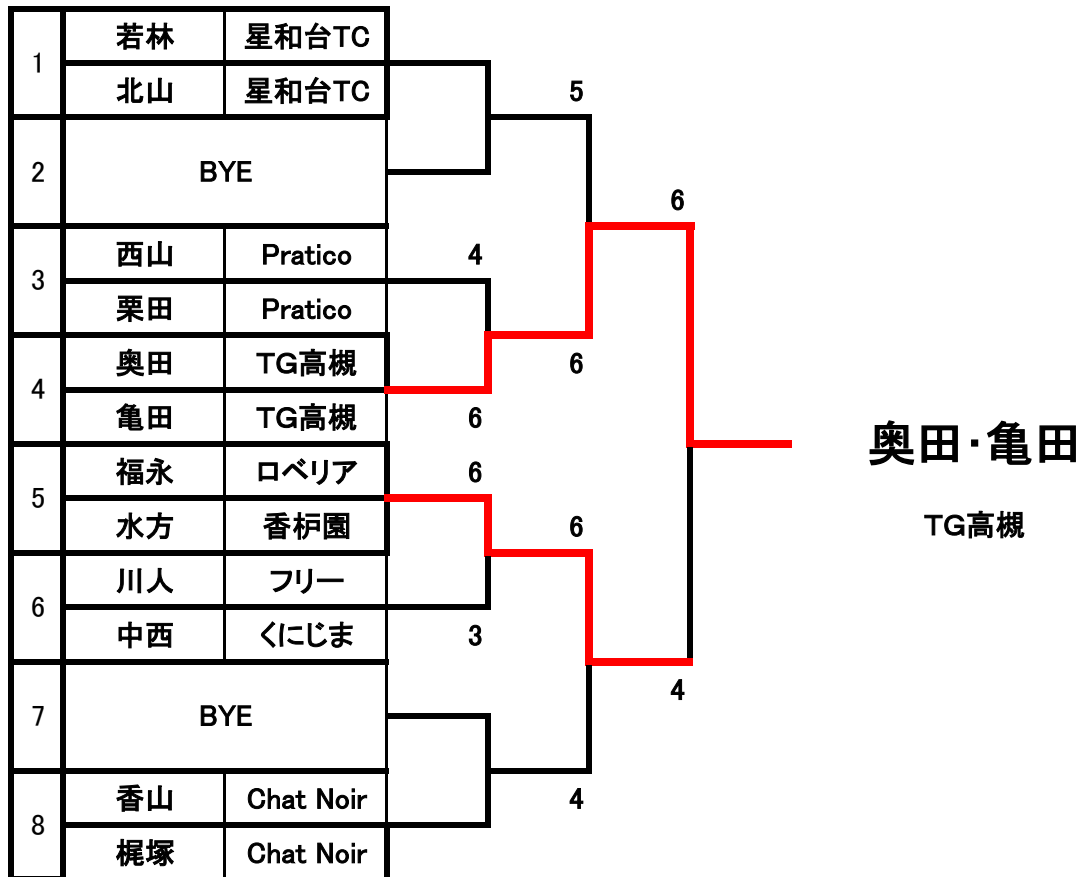 1
若林 星和台TC
北山 星和台TC
5
2
BYE
6
3
西山 Pratico
4
栗田 Pratico
4
奥田 TG高槻
6
亀田 TG高槻
6
奥田・亀田
5
福永 ロベリア
6
水方 香枦園
6
TG高槻
6
川人 フリー
中西 くにじま
3
7
BYE
4
8
香山 Chat Noir
4
梶塚 Chat Noir